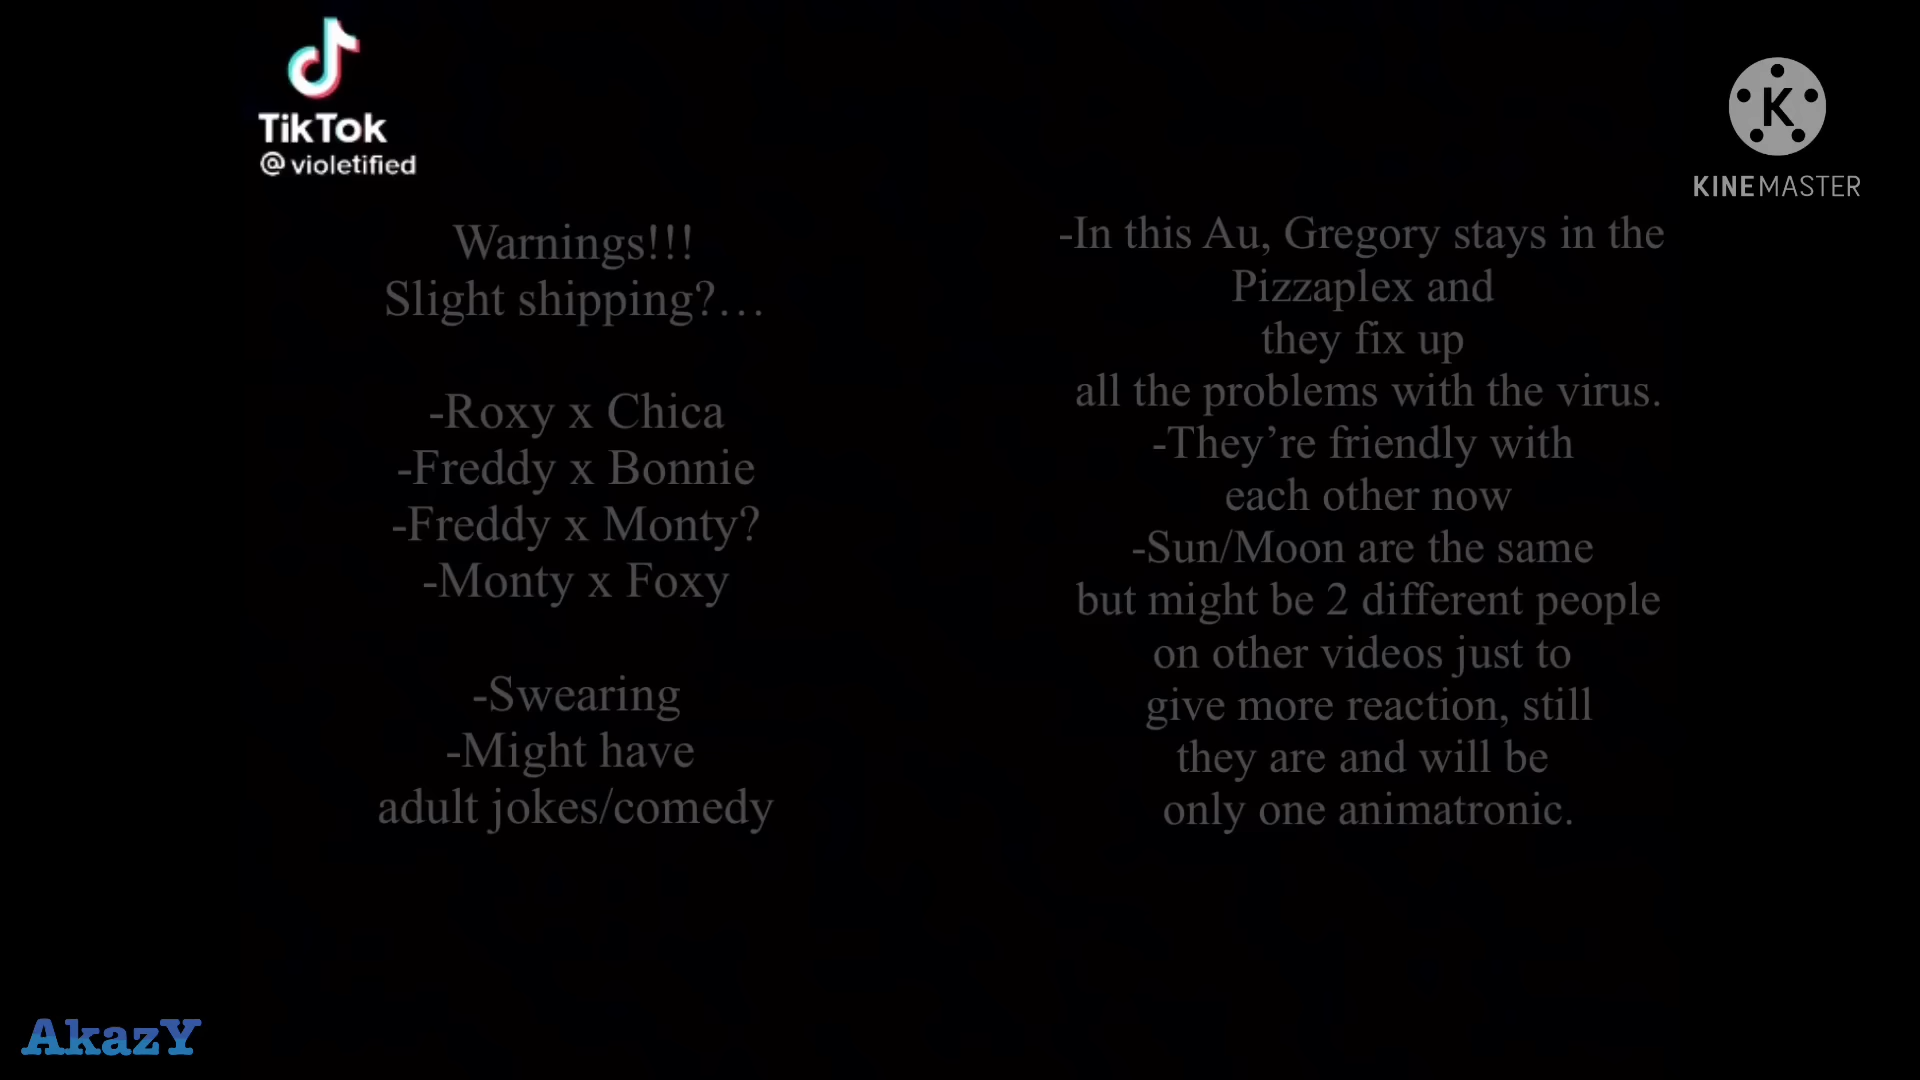 TikTok
@violetified
K
KINEMASTER
Warnings!!!
Slight shipping?...
-Roxy x Chica
-Freddy x Bonnie
-Freddy x Monty?
-Monty x Foxy
-Swearing
-Might have
adult jokes/comedy
-In this Au, Gregory stays in the
Pizzaplex and
they fix up
all the problems with the virus.
-They’re friendly with
each other now
-Sun/Moon are the same
but might be 2 different people
on other videos just to
give more reaction, still
they are and will be
only one animatronic.
AkazY